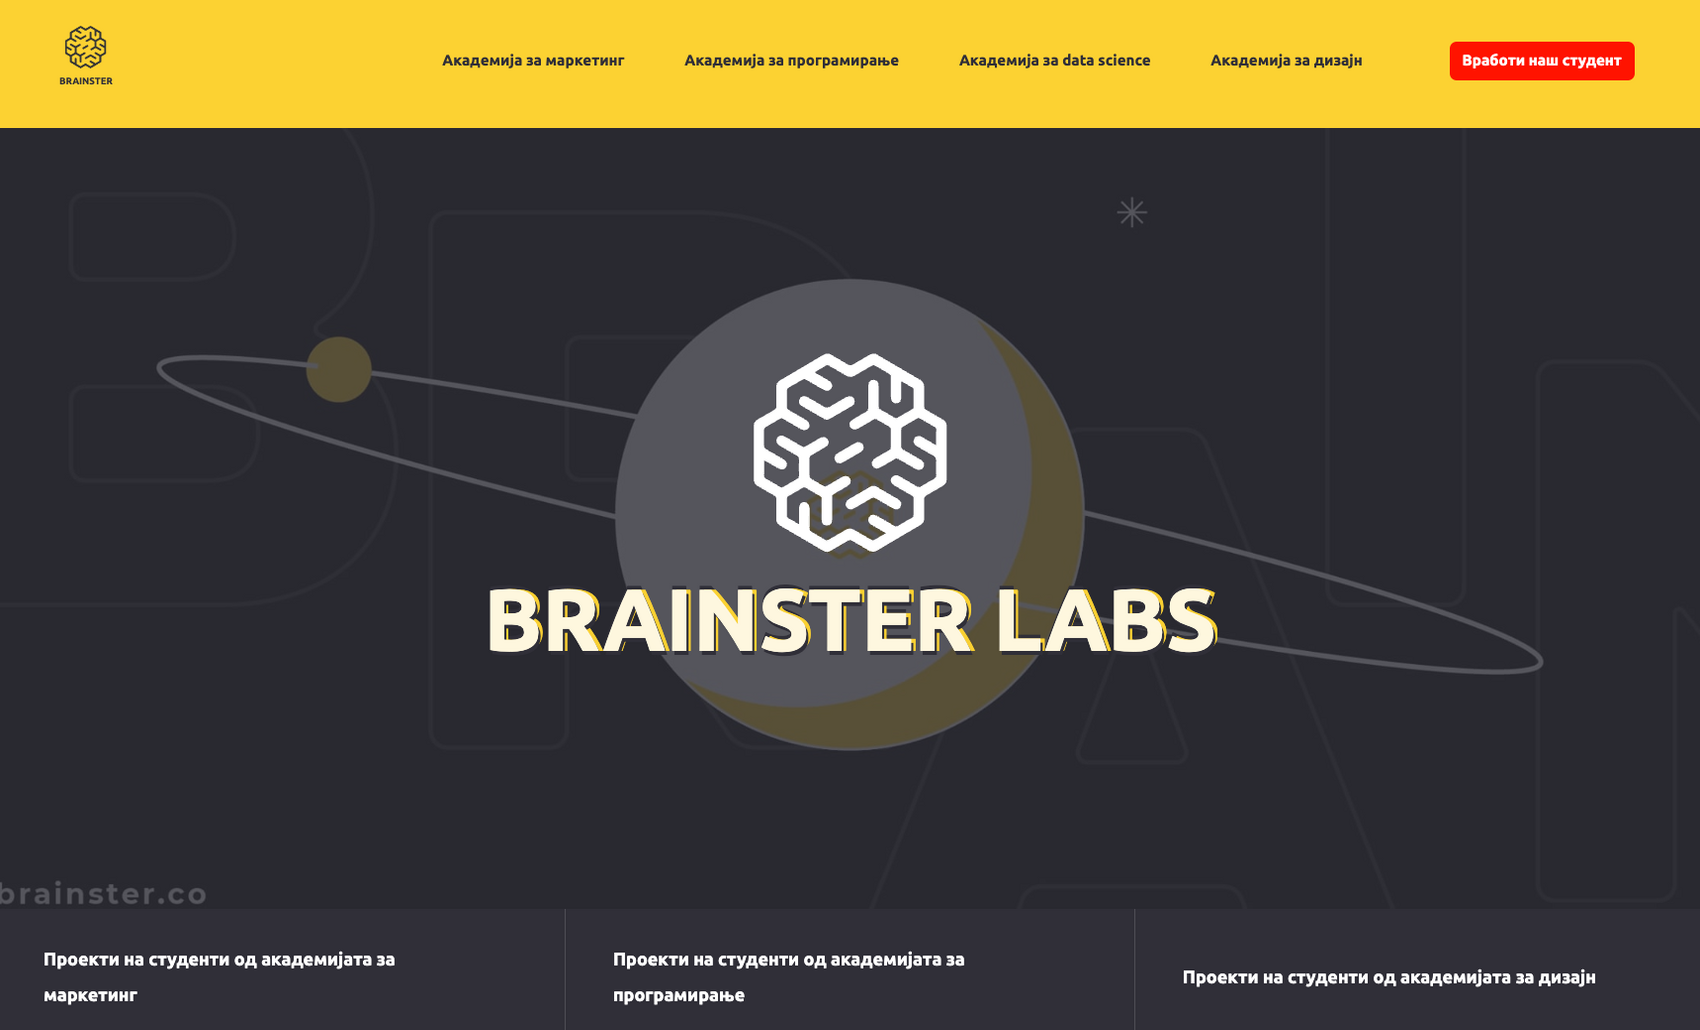 BRAINSTER
Академија за маркетинг
Академија за програмирање
Академија за data science
Академија за дизајн
Вработи наш студент
BRAINSTER LABS
brainster.co
Проекти на студенти од академијата за
маркетинг
Проекти на студенти од академијата за
програмирање
Проекти на студенти од академијата за дизајн